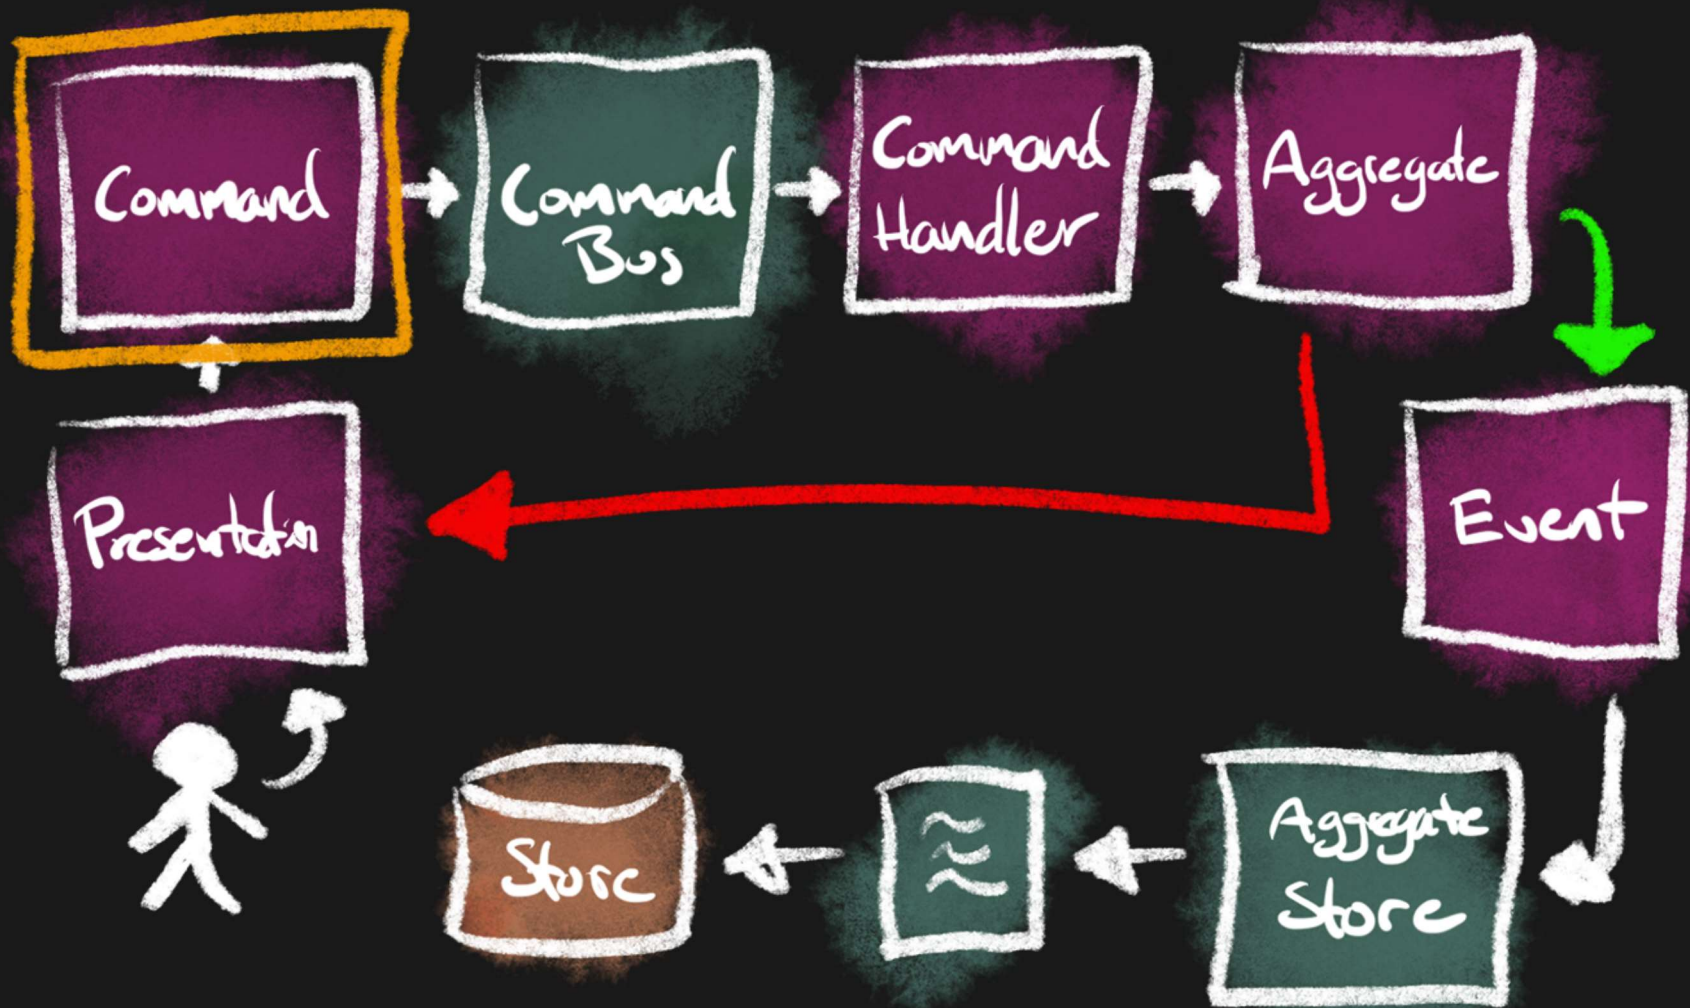 Command
Command
Bus
Command
Handler
Aggregate
Presentation
Event
Store
Aggregate
Store